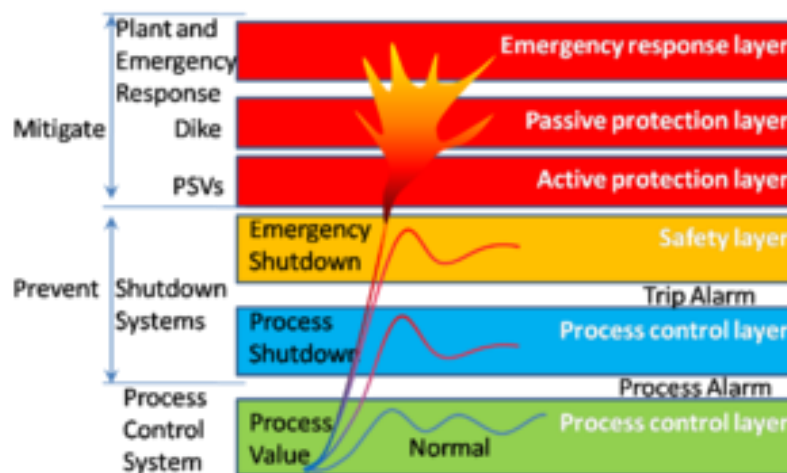 Plant and
Emergency
Response
Emergency response layer
Mitigate
Dike
Passive protection layer
PSVs
Active protection layer
Emergency
Shutdown
Safety layer
Prevent
Shutdown
Systems
Trip Alarm
Process
Shutdown
Process control layer
Process Alarm
Process
Control
System
Process
Value
Normal
Process control layer